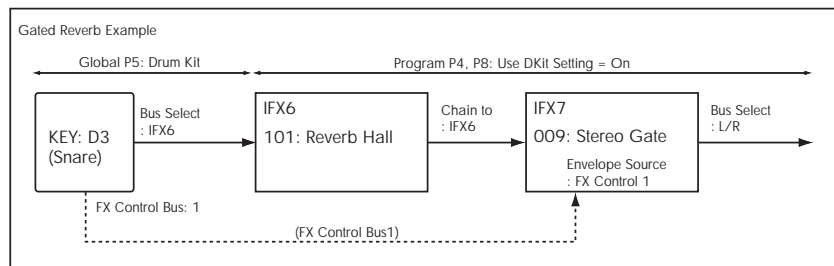 Gated Reverb Example
Global P5: Drum Kit
Program P4, P8: Use DKit Setting = On
KEY: D3
(Snare)
Bus Select
: IFX6
IFX6
101: Reverb Hall
Chain to
: IFX6
IFX7
009: Stereo Gate
Envelope Source
: FX Control 1
Bus Select
: L/R
FX Control Bus: 1
(FX Control Bus1)